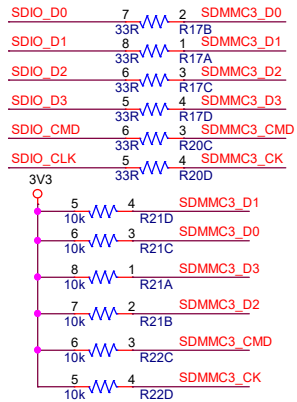 SDIO_D0 7 2 SDMMC3_D0
33R R17B
SDIO_D1 8 1 SDMMC3_D1
33R R17A
SDIO_D2 6 3 SDMMC3_D2
33R R17C
SDIO_D3 5 4 SDMMC3_D3
33R R17D
SDIO_CMD 6 3 SDMMC3_CMD
33R R20C
SDIO_CLK 5 4 SDMMC3_CK
33R R20D
3V3
5 4 SDMMC3_D1
10k R21D
6 3 SDMMC3_D0
10k R21C
8 1 SDMMC3_D3
10k R21A
7 2 SDMMC3_D2
10k R21B
6 3 SDMMC3_CMD
10k R22C
5 4 SDMMC3_CK
10k R22D